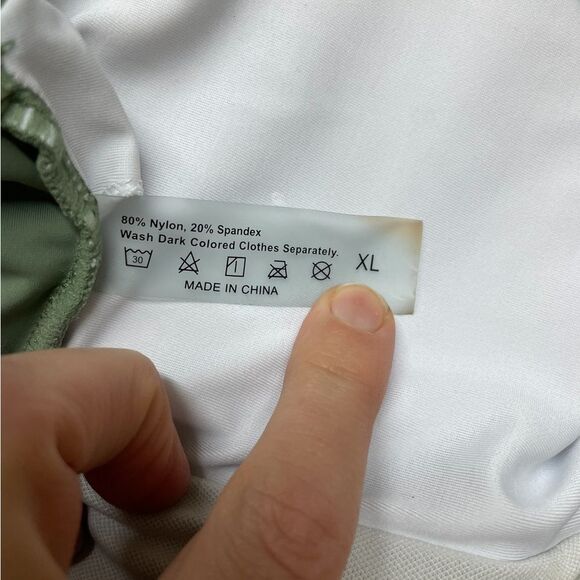 80% Nylon, 20% Spandex
Wash Dark Colored Clothes Separately.
30
XL
MADE IN CHINA